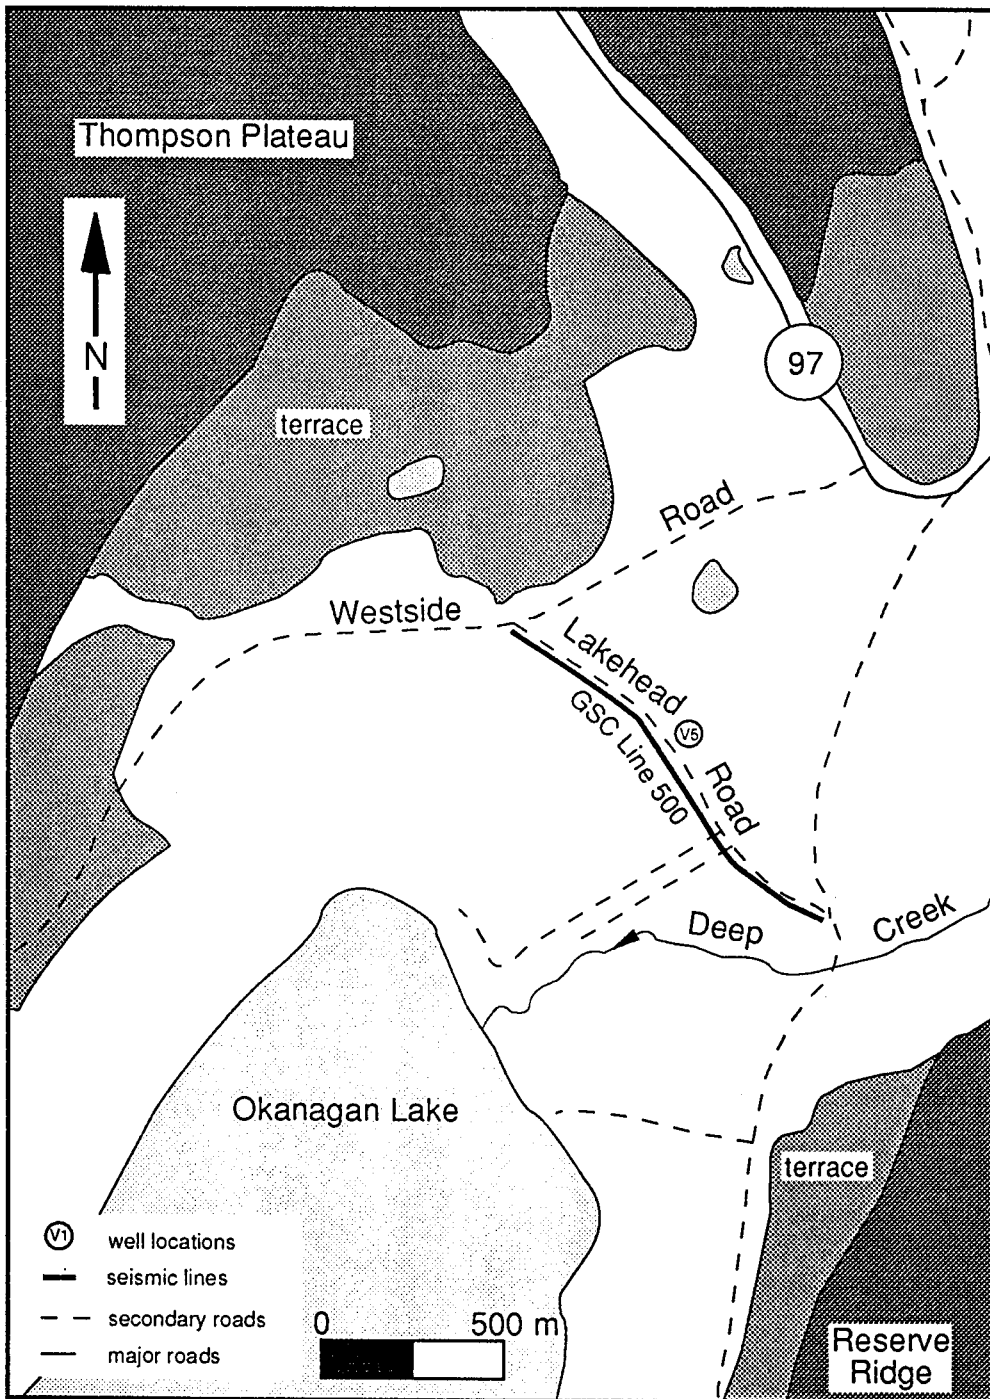 Thompson Plateau
N
97
terrace
Road
Westside
Lakehead
V5
GSC Line 500
Road
Deep
Creek
Okanagan Lake
terrace
V1 well locations
seismic lines
secondary roads
major roads
0 500 m
Reserve
Ridge